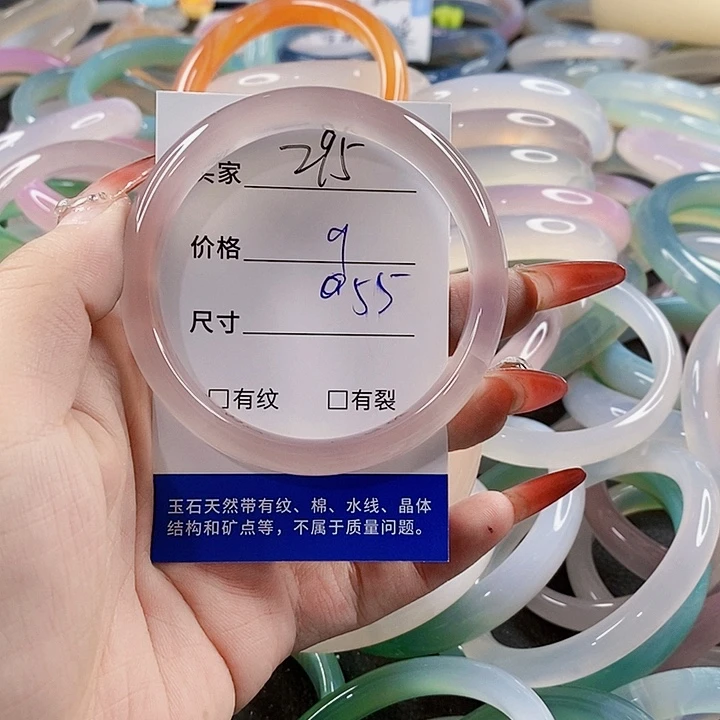 家 295
价格 9
055
尺寸
□有纹 □有裂
玉石天然带有纹、棉、水线、晶体
结构和矿点等，不属于质量问题。